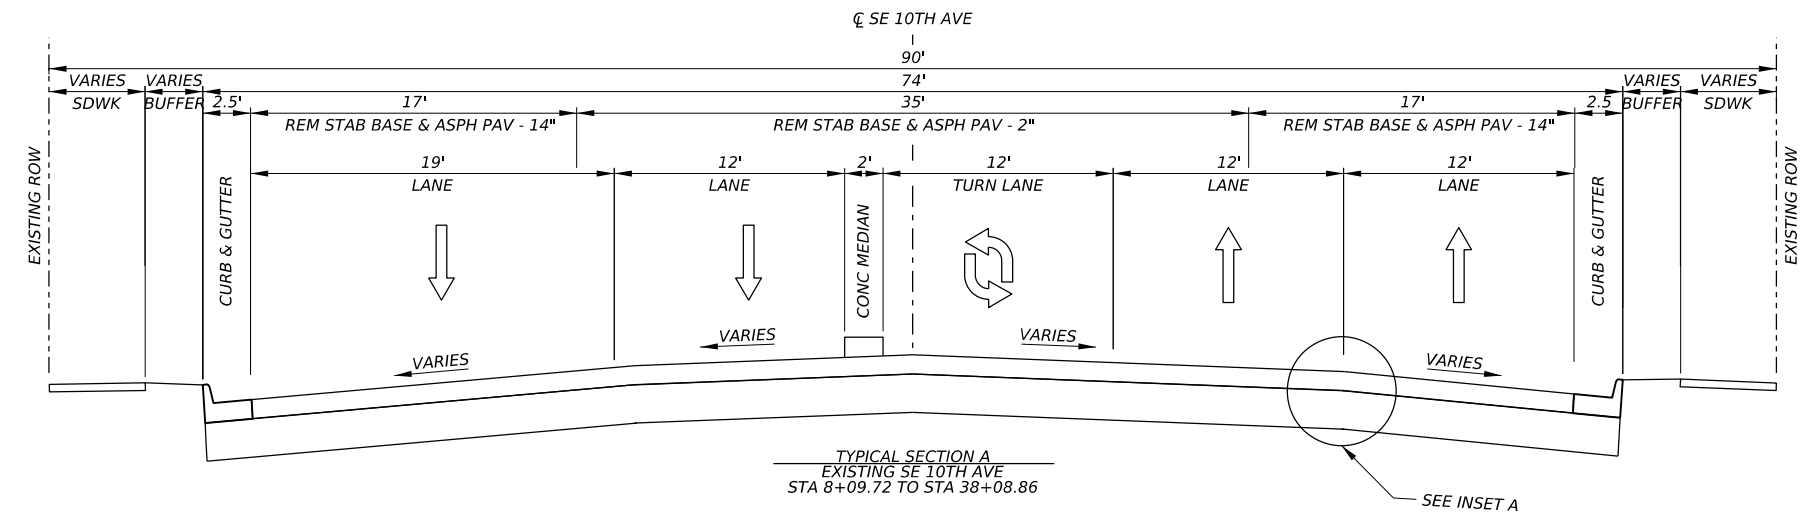 ℄ SE 10TH AVE
90'
VARIES VARIES 74' VARIES VARIES
SDWK BUFFER 2.5' 17' 35' 17' 2.5 BUFFER SDWK
REM STAB BASE & ASPH PAV - 14" REM STAB BASE & ASPH PAV - 2" REM STAB BASE & ASPH PAV - 14"
19' 12' 2' 12' 12' 12'
LANE LANE TURN LANE LANE LANE
EXISTING ROW
CURB & GUTTER
CONC MEDIAN
CURB & GUTTER
EXISTING ROW
VARIES VARIES VARIES VARIES
TYPICAL SECTION A
EXISTING SE 10TH AVE
STA 8+09.72 TO STA 38+08.86
SEE INSET A